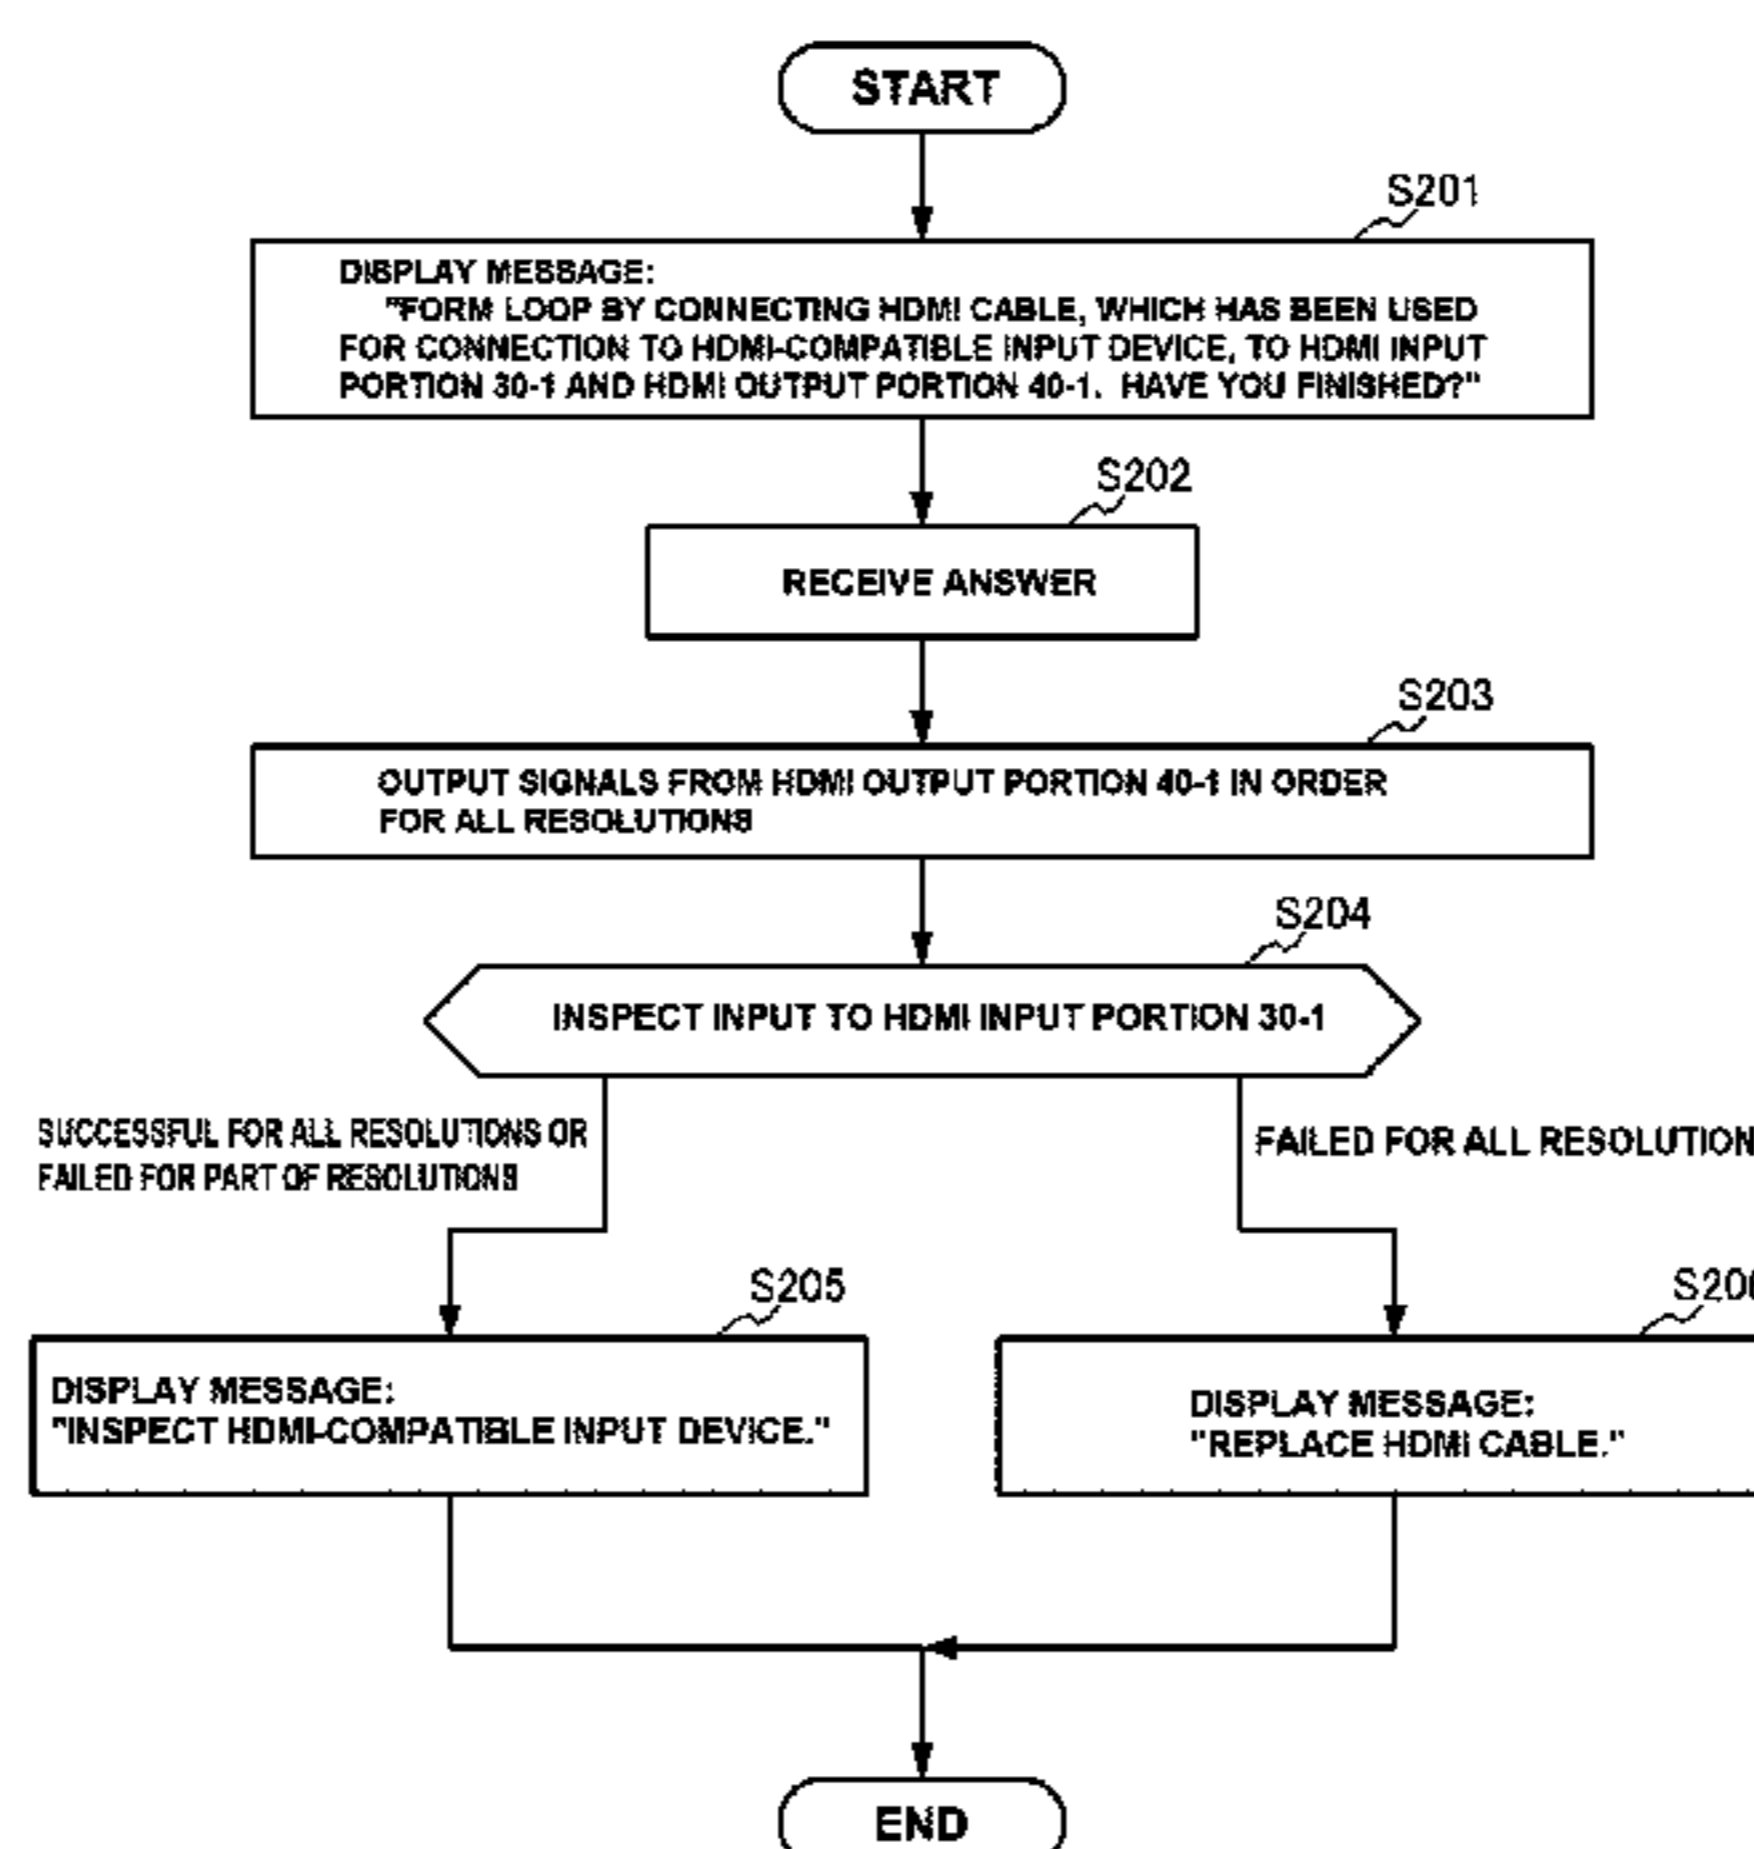 START
S201
DISPLAY MESSAGE:
"FORM LOOP BY CONNECTING HDMI CABLE, WHICH HAS BEEN USED
FOR CONNECTION TO HDMI-COMPATIBLE INPUT DEVICE, TO HDMI INPUT
PORTION 30-1 AND HDMI OUTPUT PORTION 40-1. HAVE YOU FINISHED?"
S202
RECEIVE ANSWER
S203
OUTPUT SIGNALS FROM HDMI OUTPUT PORTION 40-1 IN ORDER
FOR ALL RESOLUTIONS
S204
INSPECT INPUT TO HDMI INPUT PORTION 30-1
SUCCESSFUL FOR ALL RESOLUTIONS OR
FAILED FOR PART OF RESOLUTIONS
FAILED FOR ALL RESOLUTION
S205
DISPLAY MESSAGE:
"INSPECT HDMI-COMPATIBLE INPUT DEVICE."
DISPLAY MESSAGE:
"REPLACE HDMI CABLE."
END